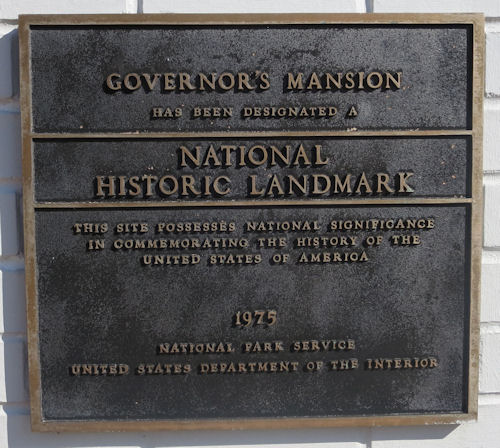 GOVERNOR'S MANSION
HAS BEEN DESIGNATED A
NATIONAL
HISTORIC LANDMARK
THIS SITE POSSESSES NATIONAL SIGNIFICANCE
IN COMMEMORATING THE HISTORY OF THE
UNITED STATES OF AMERICA
1975
NATIONAL PARK SERVICE
UNITED STATES DEPARTMENT OF THE INTERIOR